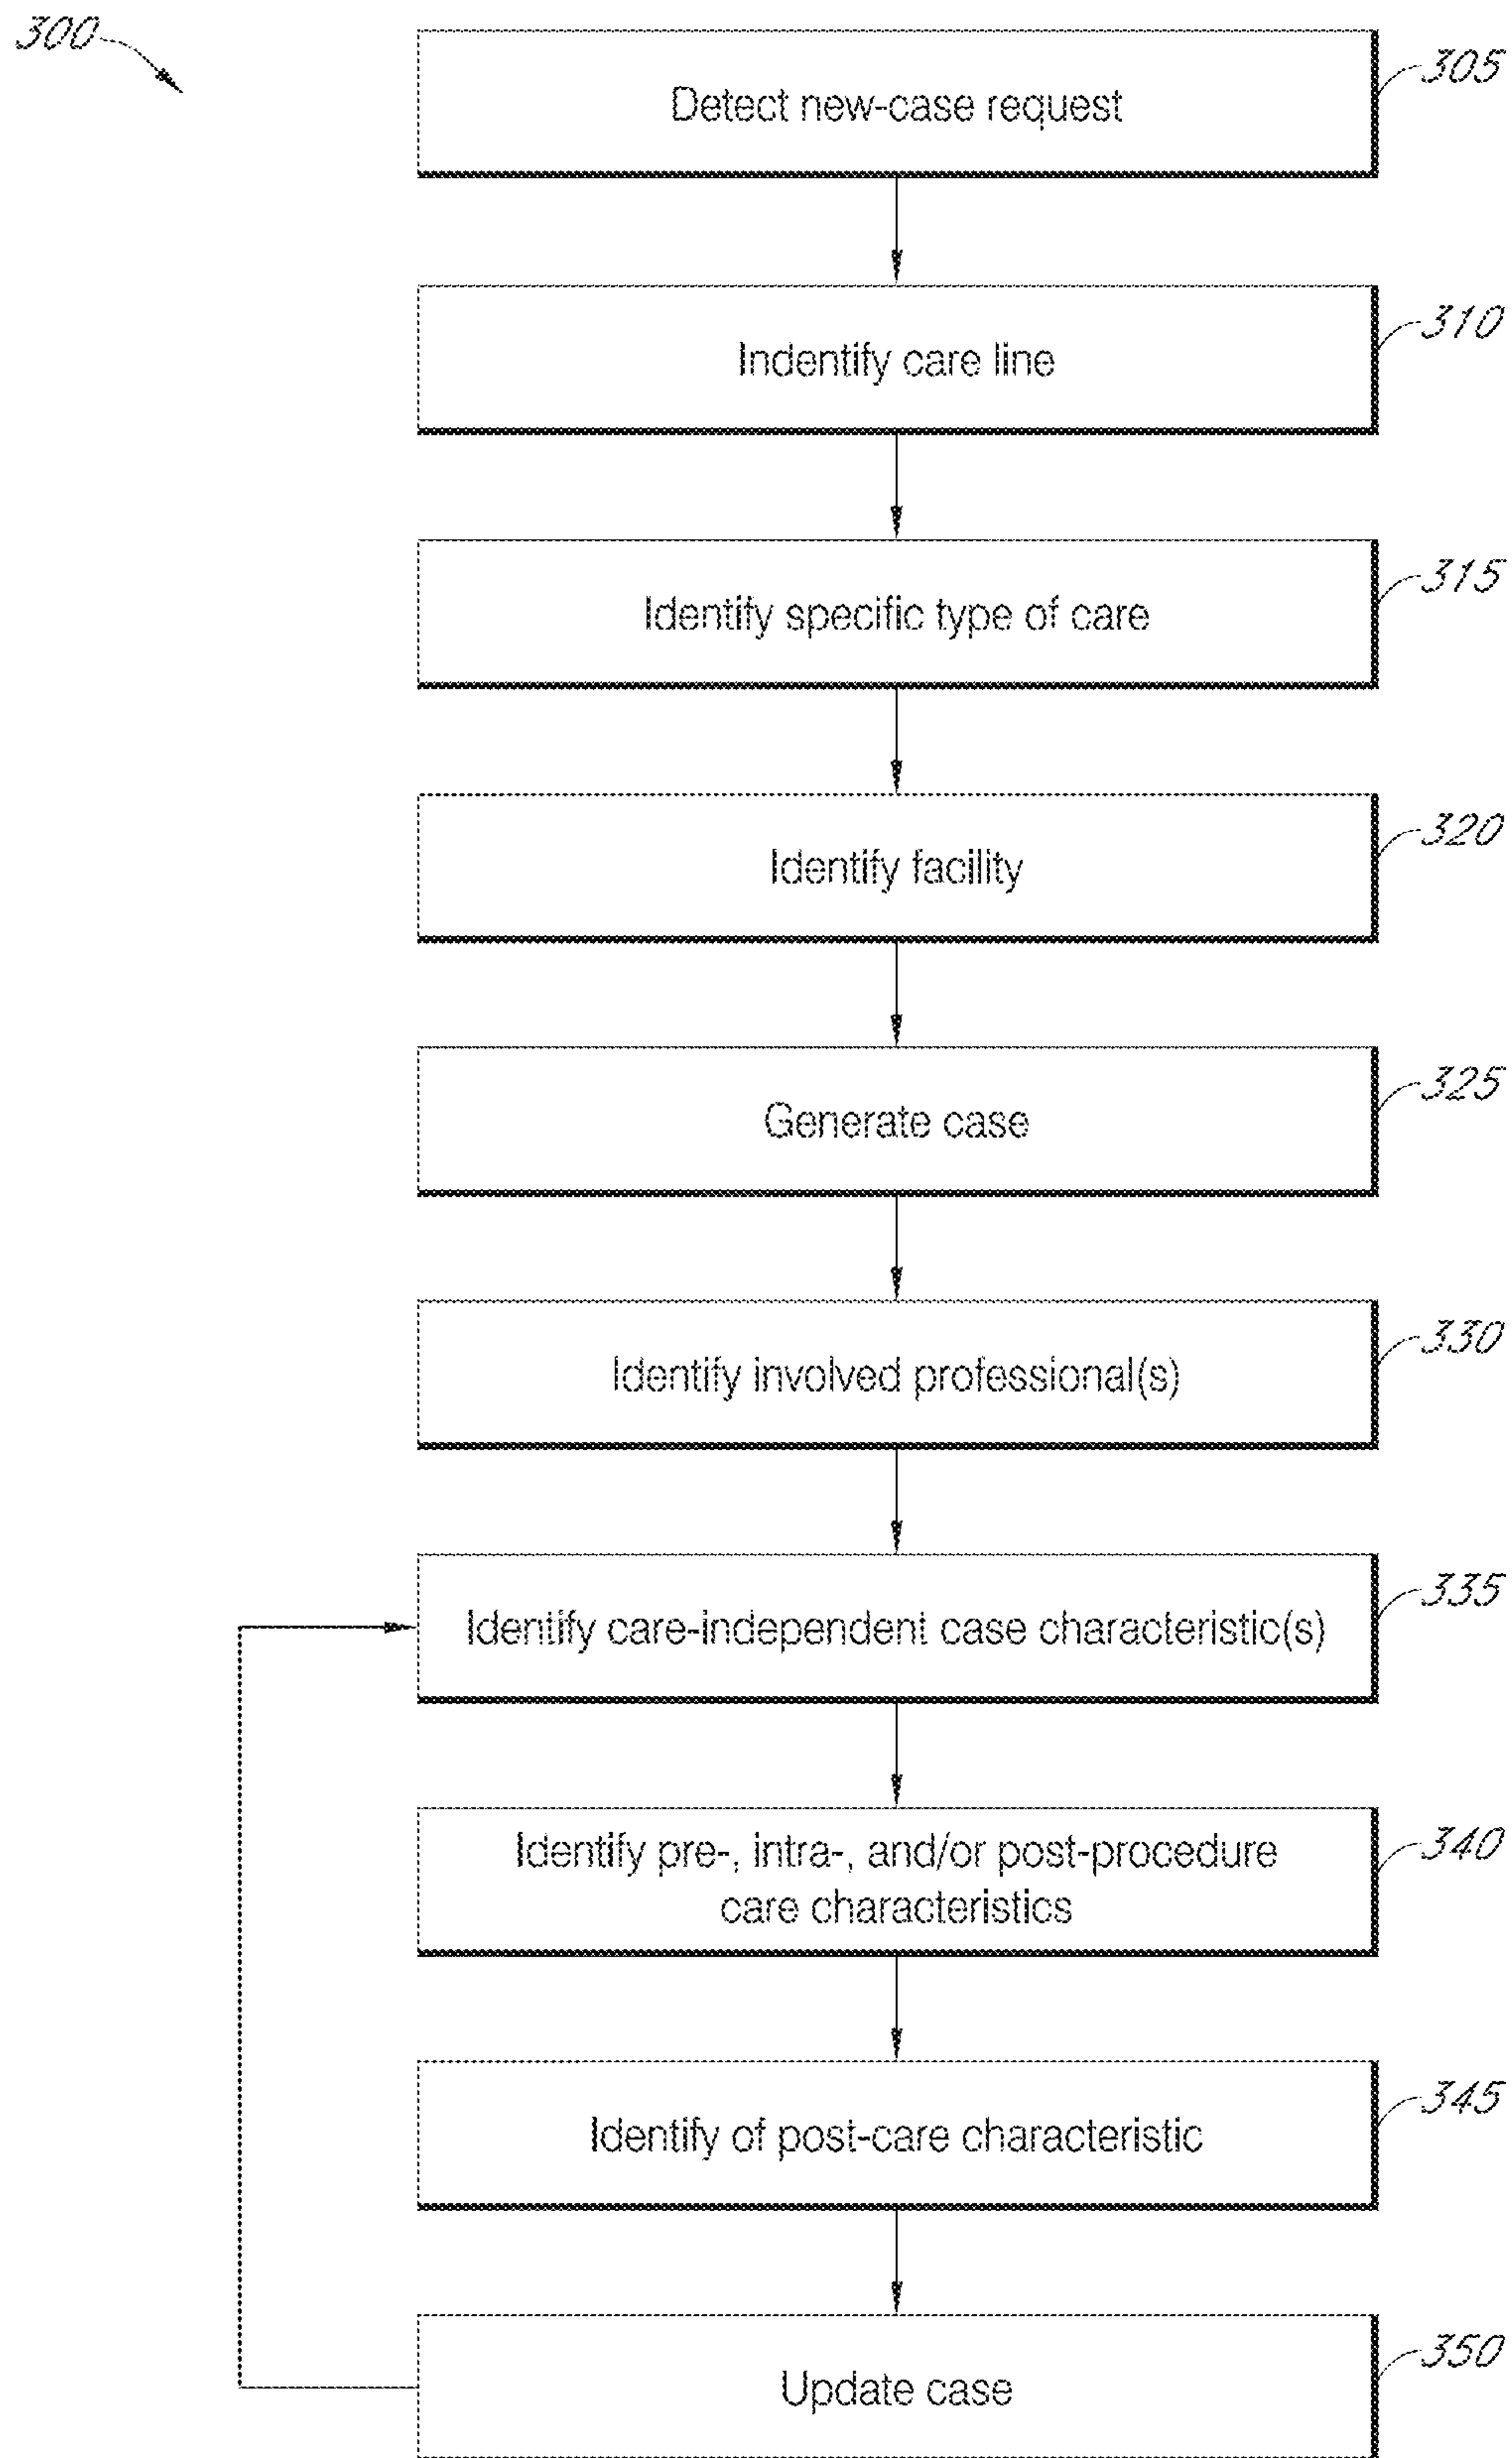 300
Detect new-case request
305
Indentify care line
310
Identify specific type of care
315
Identify facility
320
Generate case
325
Identify involved professional(s)
330
Identify care-independent case characteristic(s)
335
Identify pre-, intra-, and/or post-procedure
care characteristics
340
Identify of post-care characteristic
345
Update case
350